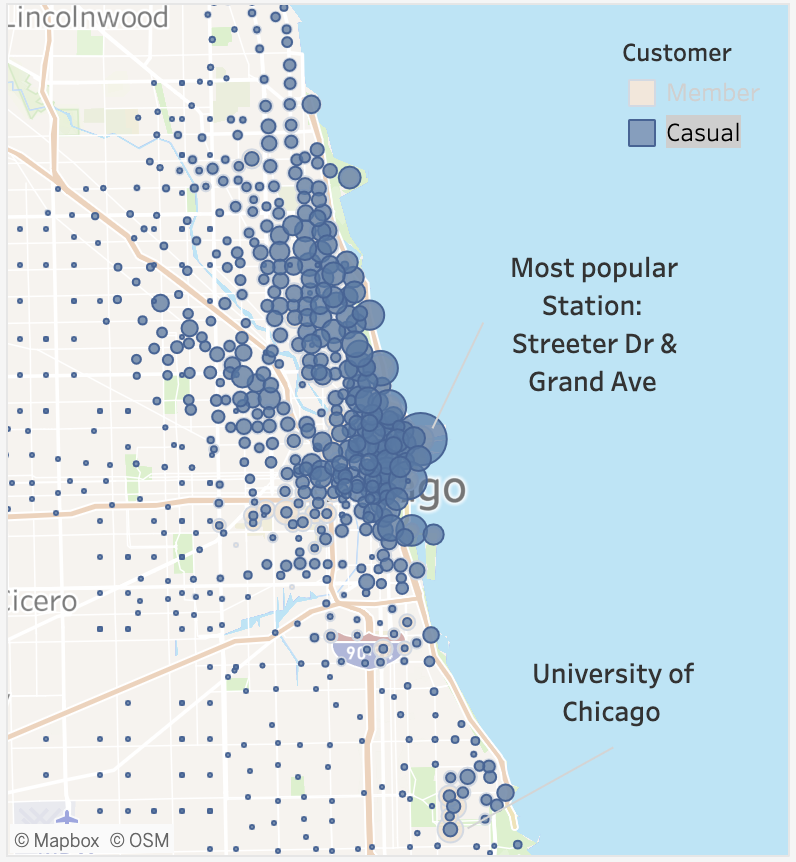 Lincolnwood
Customer
Member
Casual
Most popular
Station:
Streeter Dr &
Grand Ave
go
Cicero
90
University of
Chicago
© Mapbox © OSM